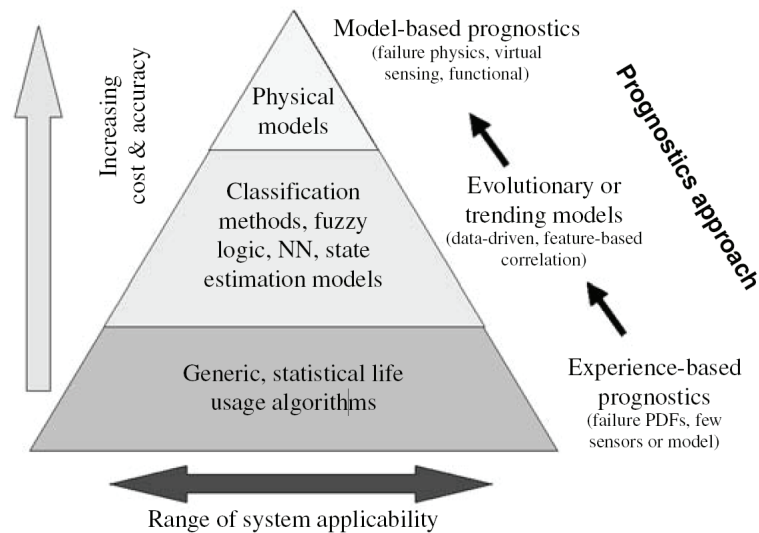 Model-based prognostics
(failure physics, virtual
sensing, functional)
Increasing
cost & accuracy
Physical
models
Prognostics approach
Classification
methods, fuzzy
logic, NN, state
estimation models
Evolutionary or
trending models
(data-driven, feature-based
correlation)
Generic, statistical life
usage algorithms
Experience-based
prognostics
(failure PDFs, few
sensors or model)
Range of system applicability